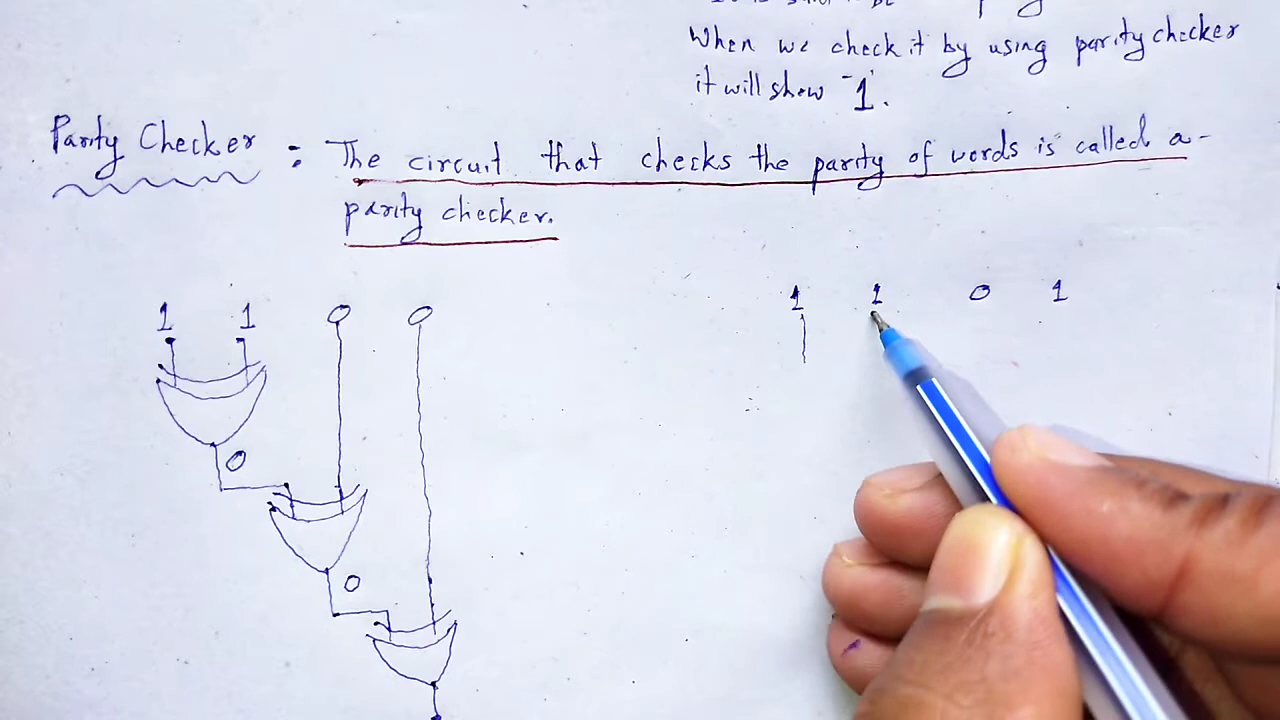 When we check it by using parity checker
it will show "1".
Parity Checker : The circuit that checks the parity of words is called a-
parity checker.
1 1 0 1
1 1 0 0
0
0